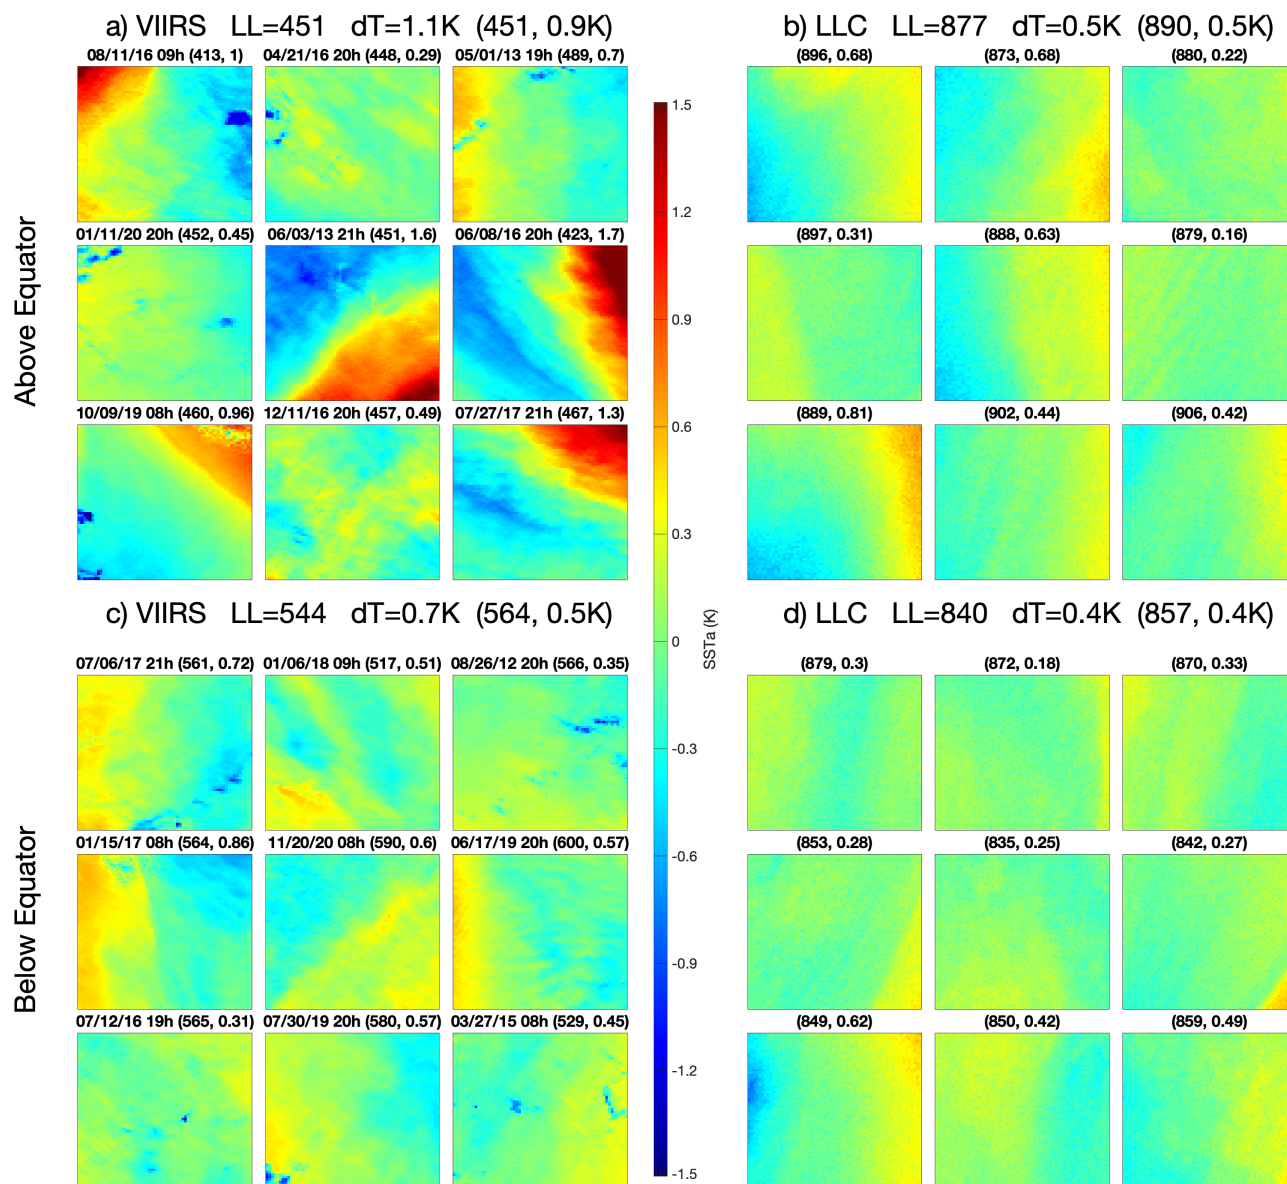 a) VIIRS LL=451 dT=1.1K (451, 0.9K)
08/11/16 09h (413, 1) 04/21/16 20h (448, 0.29) 05/01/13 19h (489, 0.7)
01/11/20 20h (452, 0.45) 06/03/13 21h (451, 1.6) 06/08/16 20h (423, 1.7)
10/09/19 08h (460, 0.96) 12/11/16 20h (457, 0.49) 07/27/17 21h (467, 1.3)
b) LLC LL=877 dT=0.5K (890, 0.5K)
(896, 0.68) (873, 0.68) (880, 0.22)
(897, 0.31) (888, 0.63) (879, 0.16)
(889, 0.81) (902, 0.44) (906, 0.42)
Above Equator
c) VIIRS LL=544 dT=0.7K (564, 0.5K)
07/06/17 21h (561, 0.72) 01/06/18 09h (517, 0.51) 08/26/12 20h (566, 0.35)
01/15/17 08h (564, 0.86) 11/20/20 08h (590, 0.6) 06/17/19 20h (600, 0.57)
07/12/16 19h (565, 0.31) 07/30/19 20h (580, 0.57) 03/27/15 08h (529, 0.45)
d) LLC LL=840 dT=0.4K (857, 0.4K)
(879, 0.3) (872, 0.18) (870, 0.33)
(853, 0.28) (835, 0.25) (842, 0.27)
(849, 0.62) (850, 0.42) (859, 0.49)
Below Equator
1.5
1.2
0.9
0.6
0.3
0
-0.3
-0.6
-0.9
-1.2
-1.5
SSTa (K)